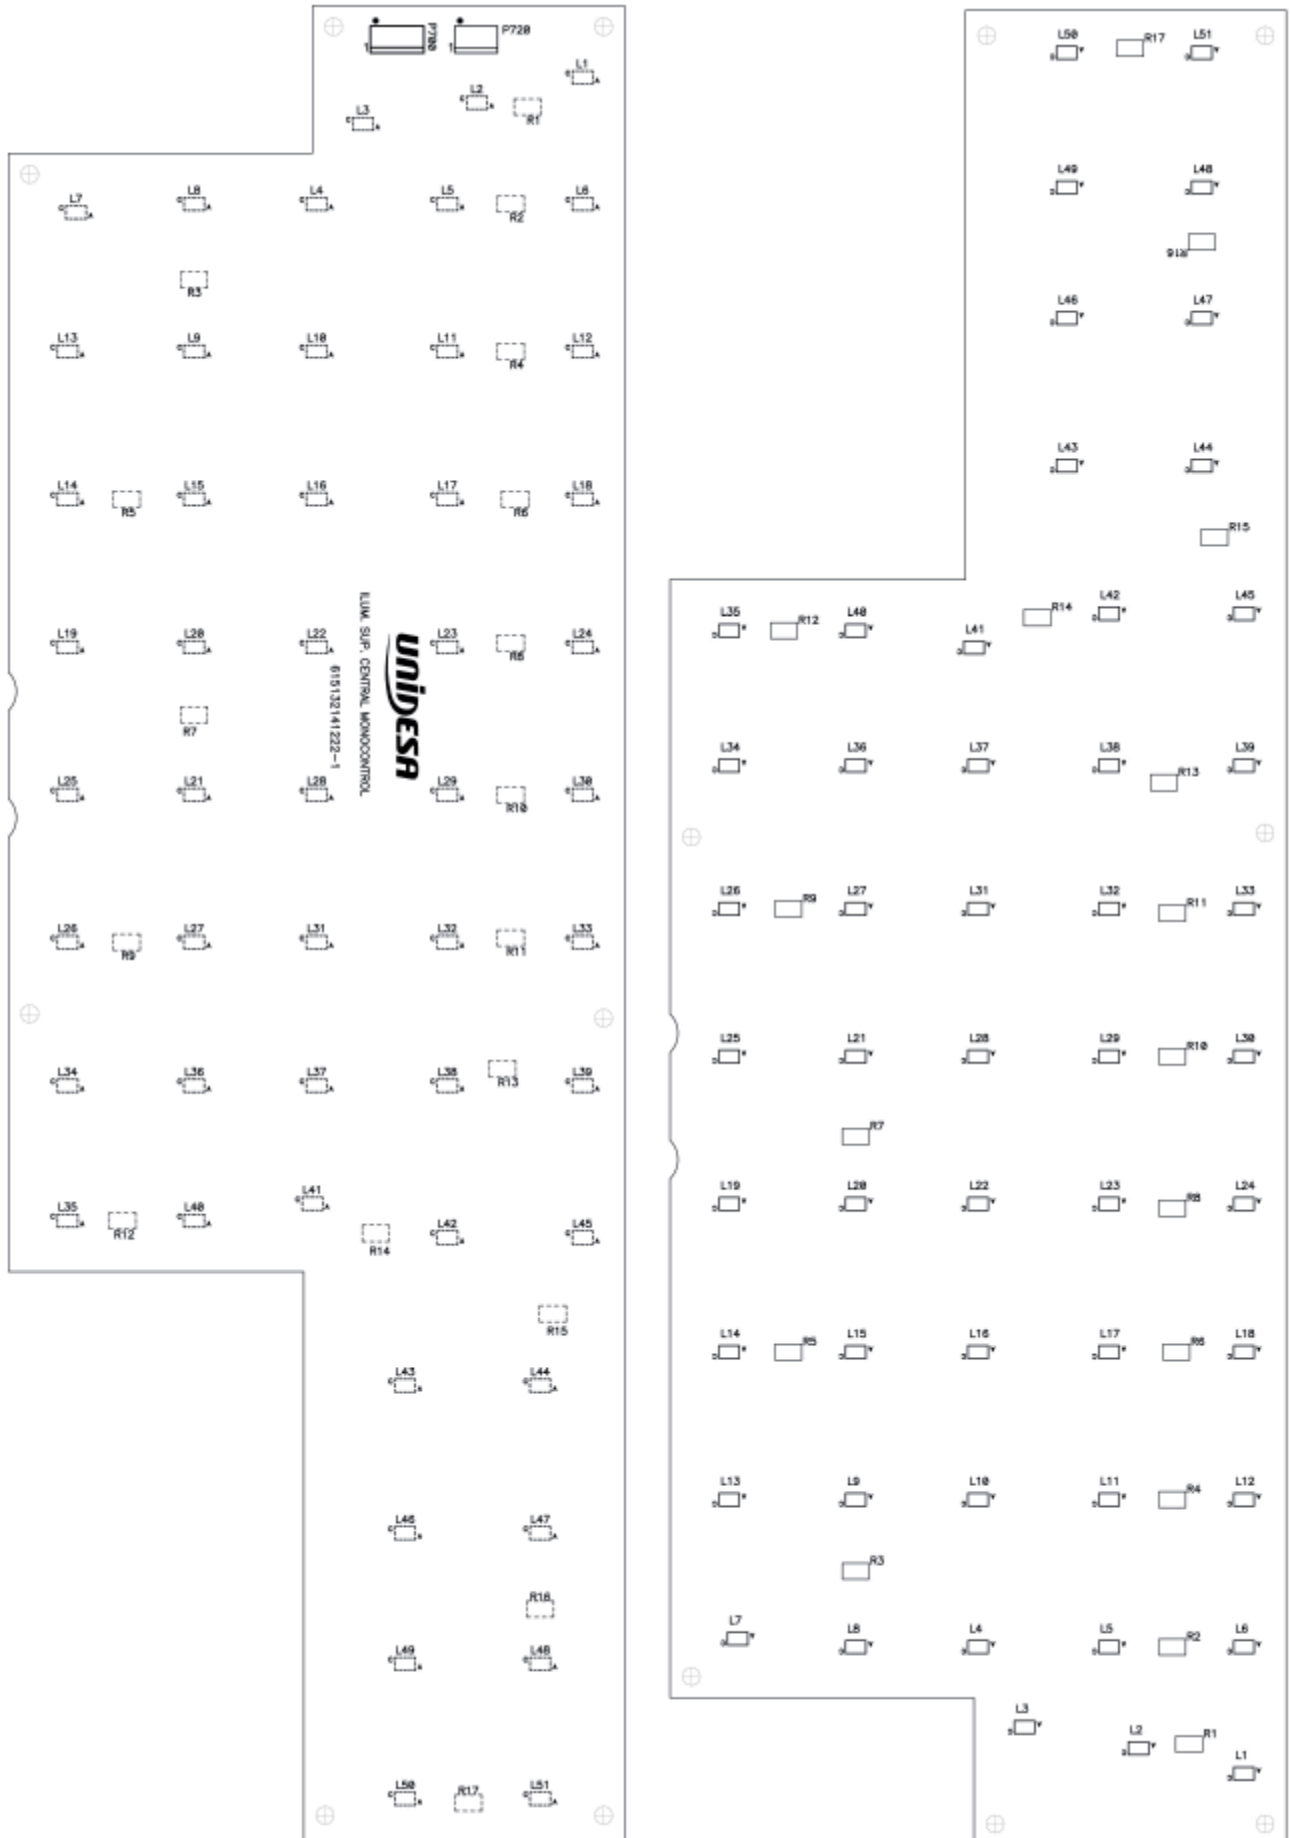 P700 P720
L1
L2
L3
R1
L7 L8 L4 L5 L6
R2
R3
L13 L9 L10 L11 L12
R4
L14 L15 L16 L17 L18
R5 R6
L19 L20 L22 L23 L24
R8
R7
UNIDESA
ILUM. SUP. CENTRAL MONOCONTROL
615132141222-1
L25 L21 L28 L29 L30
R10
L26 L27 L31 L32 L33
R9 R11
L34 L36 L37 L38 L39
R13
L41
L35 L40
R12 R14
L42 L45
R15
L43 L44
L46 L47
R16
L49 L48
L50 R17 L51
L50 R17 L51
L49 L48
R16
L46 L47
L43 L44
R15
L35 R12 L40 L41 R14 L42 L45
L34 L36 L37 L38 L39
R13
L26 R9 L27 L31 L32 R11 L33
L25 L21 L28 L29 R10 L30
R7
L19 L20 L22 L23 R8 L24
L14 R5 L15 L16 L17 R6 L18
L13 L9 L10 L11 R4 L12
R3
L7 L8 L4 L5 R2 L6
L3
L2 R1
L1